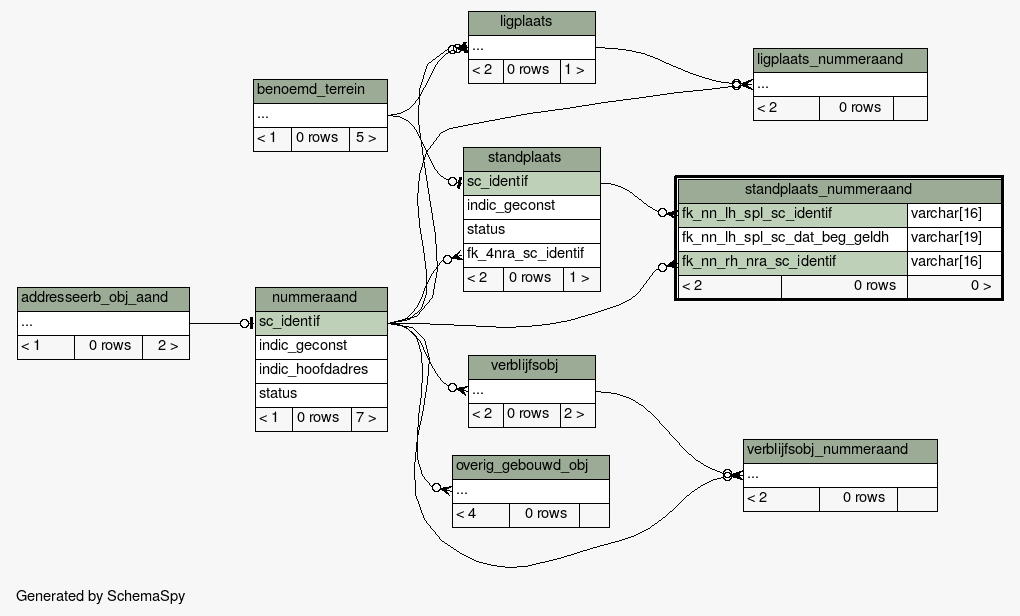 ligplaats
...
< 2 0 rows 1 >
ligplaats_nummeraand
...
< 2 0 rows
benoemd_terrein
...
< 1 0 rows 5 >
standplaats
sc_identif
indic_geconst
status
fk_4nra_sc_identif
< 2 0 rows 1 >
standplaats_nummeraand
fk_nn_lh_spl_sc_identif varchar[16]
fk_nn_lh_spl_sc_dat_beg_geldh varchar[19]
fk_nn_rh_nra_sc_identif varchar[16]
< 2 0 rows 0 >
addresseerb_obj_aand
...
< 1 0 rows 2 >
nummeraand
sc_identif
indic_geconst
indic_hoofdadres
status
< 1 0 rows 7 >
verblijfsobj
...
< 2 0 rows 2 >
overig_gebouwd_obj
...
< 4 0 rows
verblijfsobj_nummeraand
...
< 2 0 rows
Generated by SchemaSpy